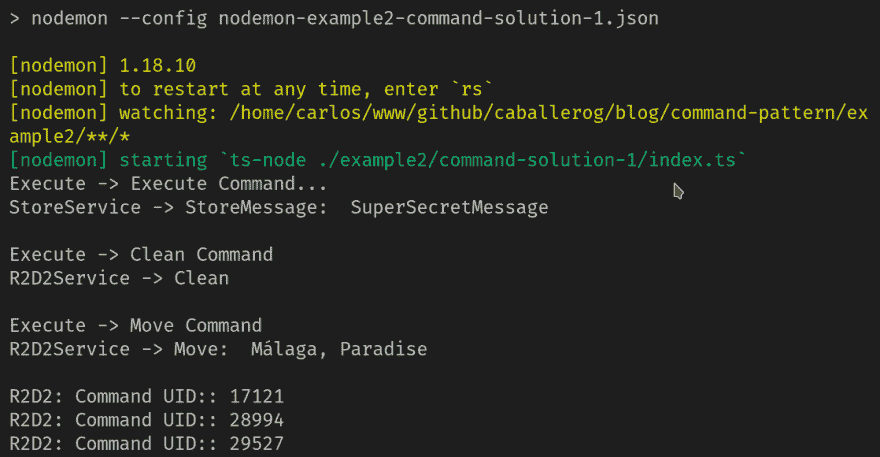 > nodemon --config nodemon-example2-command-solution-1.json
[nodemon] 1.18.10
[nodemon] to restart at any time, enter `rs`
[nodemon] watching: /home/carlos/www/github/caballerog/blog/command-pattern/ex
ample2/**/*
[nodemon] starting `ts-node ./example2/command-solution-1/index.ts`
Execute -> Execute Command...
StoreService -> StoreMessage:  SuperSecretMessage
Execute -> Clean Command
R2D2Service -> Clean
Execute -> Move Command
R2D2Service -> Move:  Málaga, Paradise
R2D2: Command UID:: 17121
R2D2: Command UID:: 28994
R2D2: Command UID:: 29527